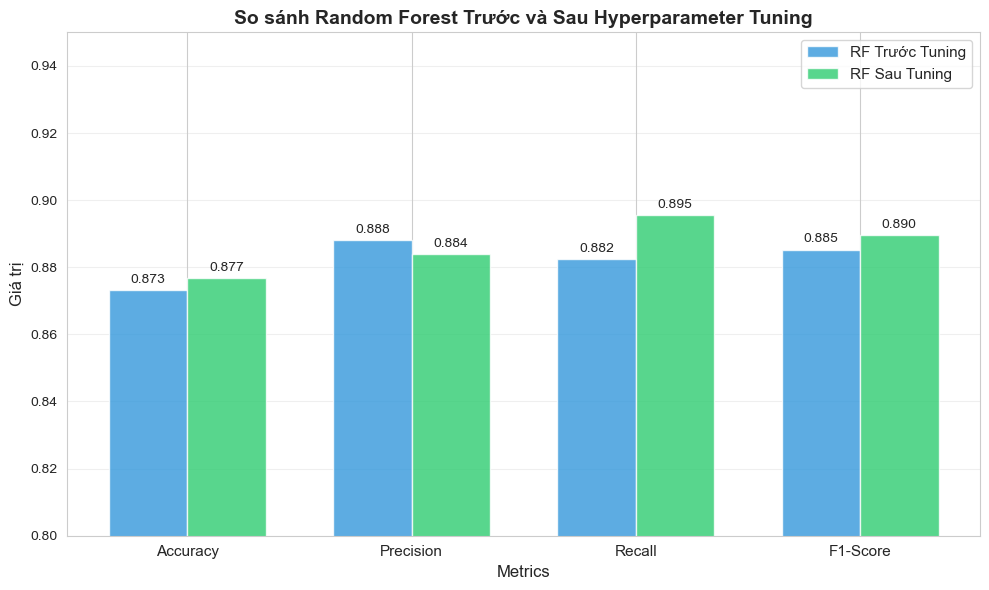 So sánh Random Forest Trước và Sau Hyperparameter Tuning
RF Trước Tuning
RF Sau Tuning
Giá trị
0.94
0.92
0.90
0.88
0.86
0.84
0.82
0.80
0.873
0.877
0.888
0.884
0.882
0.895
0.885
0.890
Accuracy
Precision
Recall
F1-Score
Metrics